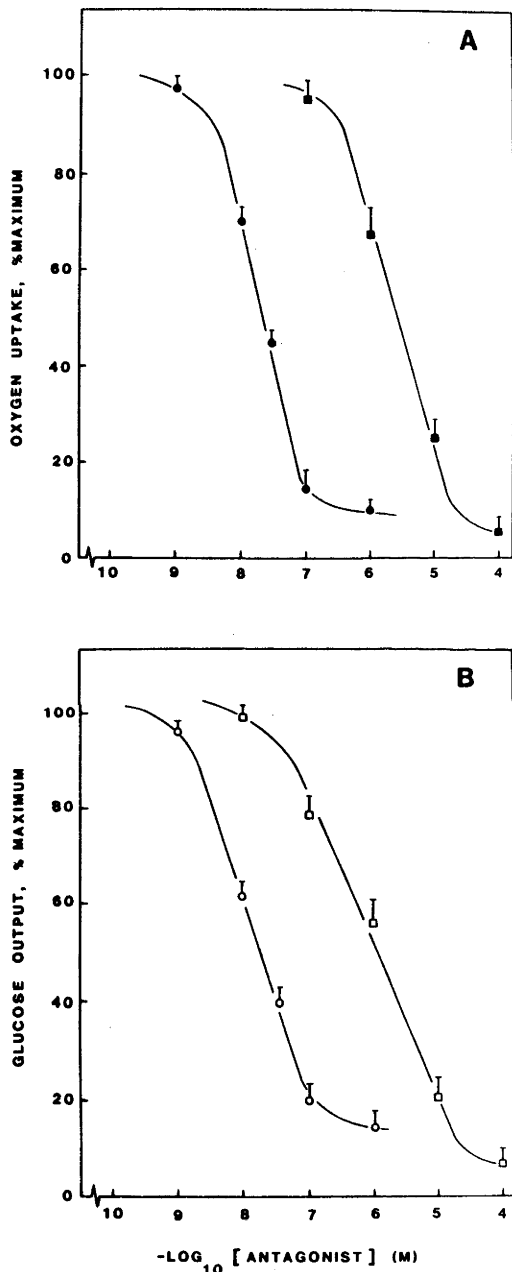 A
OXYGEN UPTAKE, %MAXIMUM
100
80
60
40
20
0
10 9 8 7 6 5 4
B
GLUCOSE OUTPUT, % MAXIMUM
100
80
60
40
20
0
10 9 8 7 6 5 4
-LOG10 [ANTAGONIST] (M)